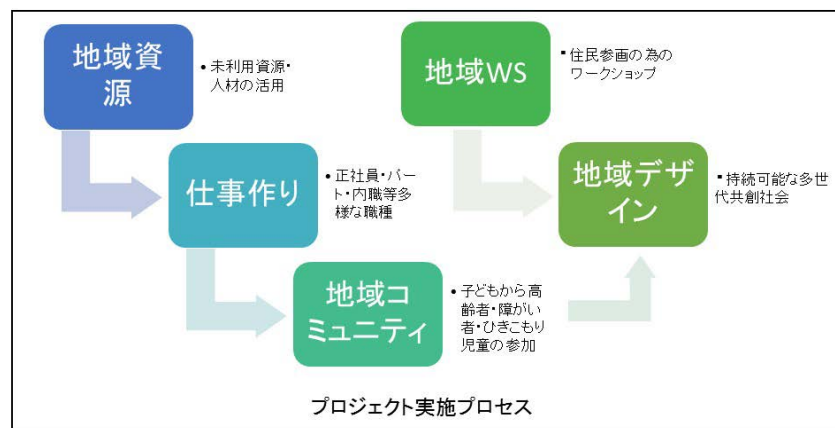 地域資
源
• 未利用資源・
人材の活用
仕事作り
• 正社員・パー
ト・内職等多
様な職種
地域コ
ミュニティ
• 子どもから高
齢者・障がい
者・ひきこもり
児童の参加
地域WS
▪ 住民参画の為の
ワークショップ
地域デザ
イン
▪ 持続可能な多世
代共創社会
プロジェクト実施プロセス